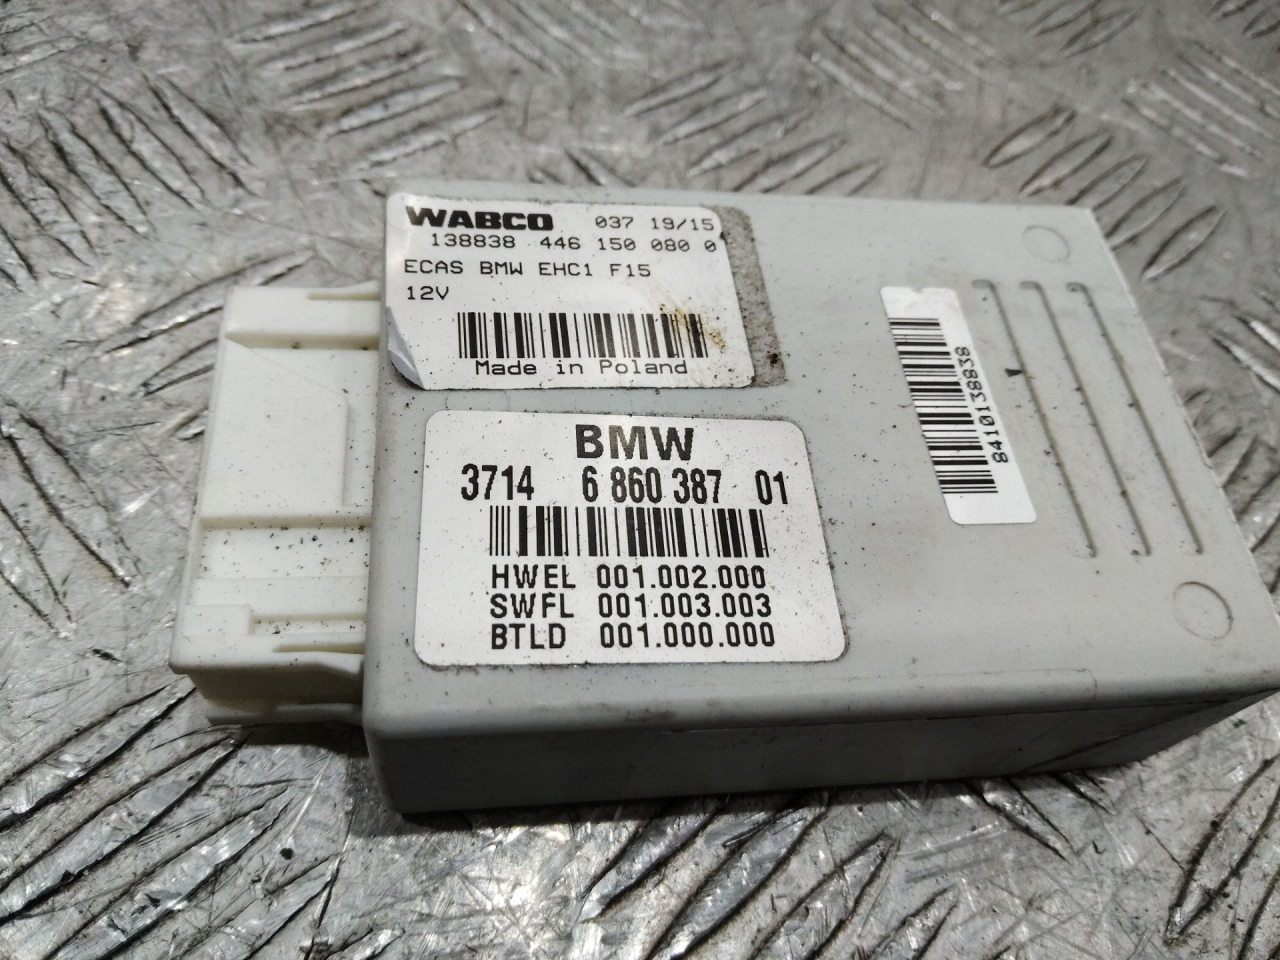 WABCO 037 19/15
138838 446 150 080 0
ECAS BMW EHC1 F15
12V
Made in Poland
BMW
3714 6 860 387 01
HWEL 001.002.000
SWFL 001.003.003
BTLD 001.000.000
8410138838